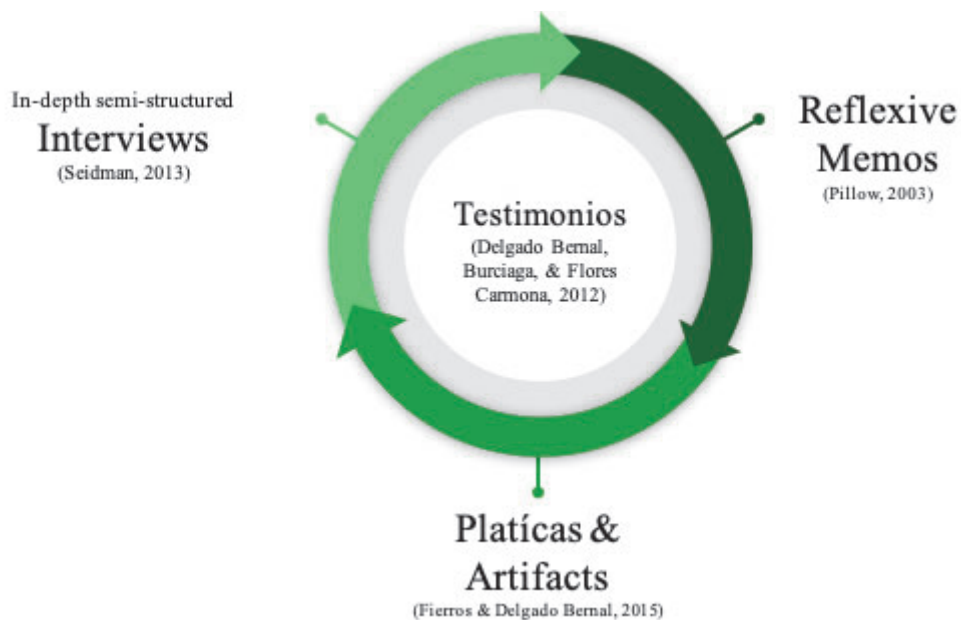 In-depth semi-structured
Interviews
(Seidman, 2013)
Reflexive
Memos
(Pillow, 2003)
Testimonios
(Delgado Bernal,
Burciaga, & Flores
Carmona, 2012)
Platícas &
Artifacts
(Fierros & Delgado Bernal, 2015)